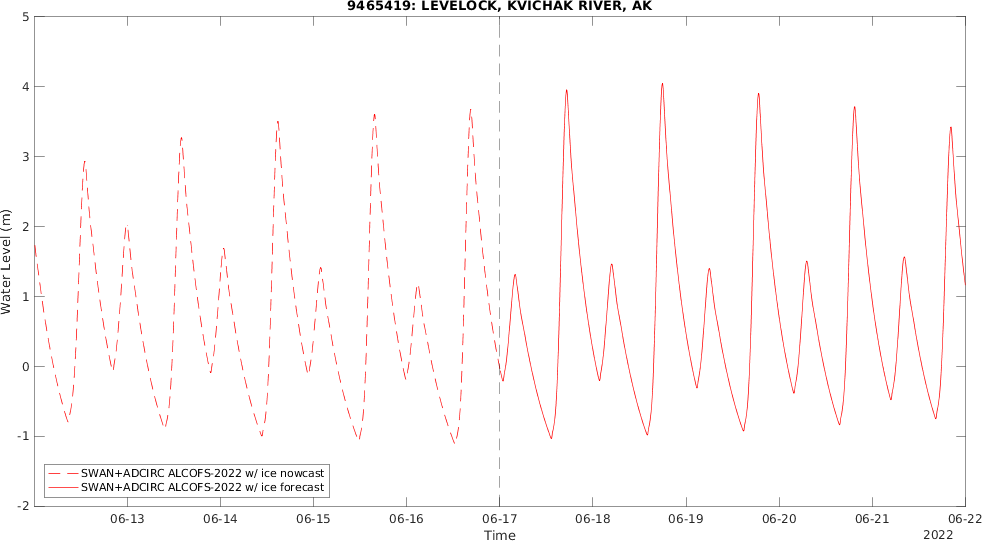 9465419: LEVELOCK, KVICHAK RIVER, AK
5
4
3
2
1
0
-1
-2
Water Level (m)
SWAN+ADCIRC ALCOFS-2022 w/ ice nowcast
SWAN+ADCIRC ALCOFS-2022 w/ ice forecast
06-13 06-14 06-15 06-16 06-17 06-18 06-19 06-20 06-21 06-22
Time
2022